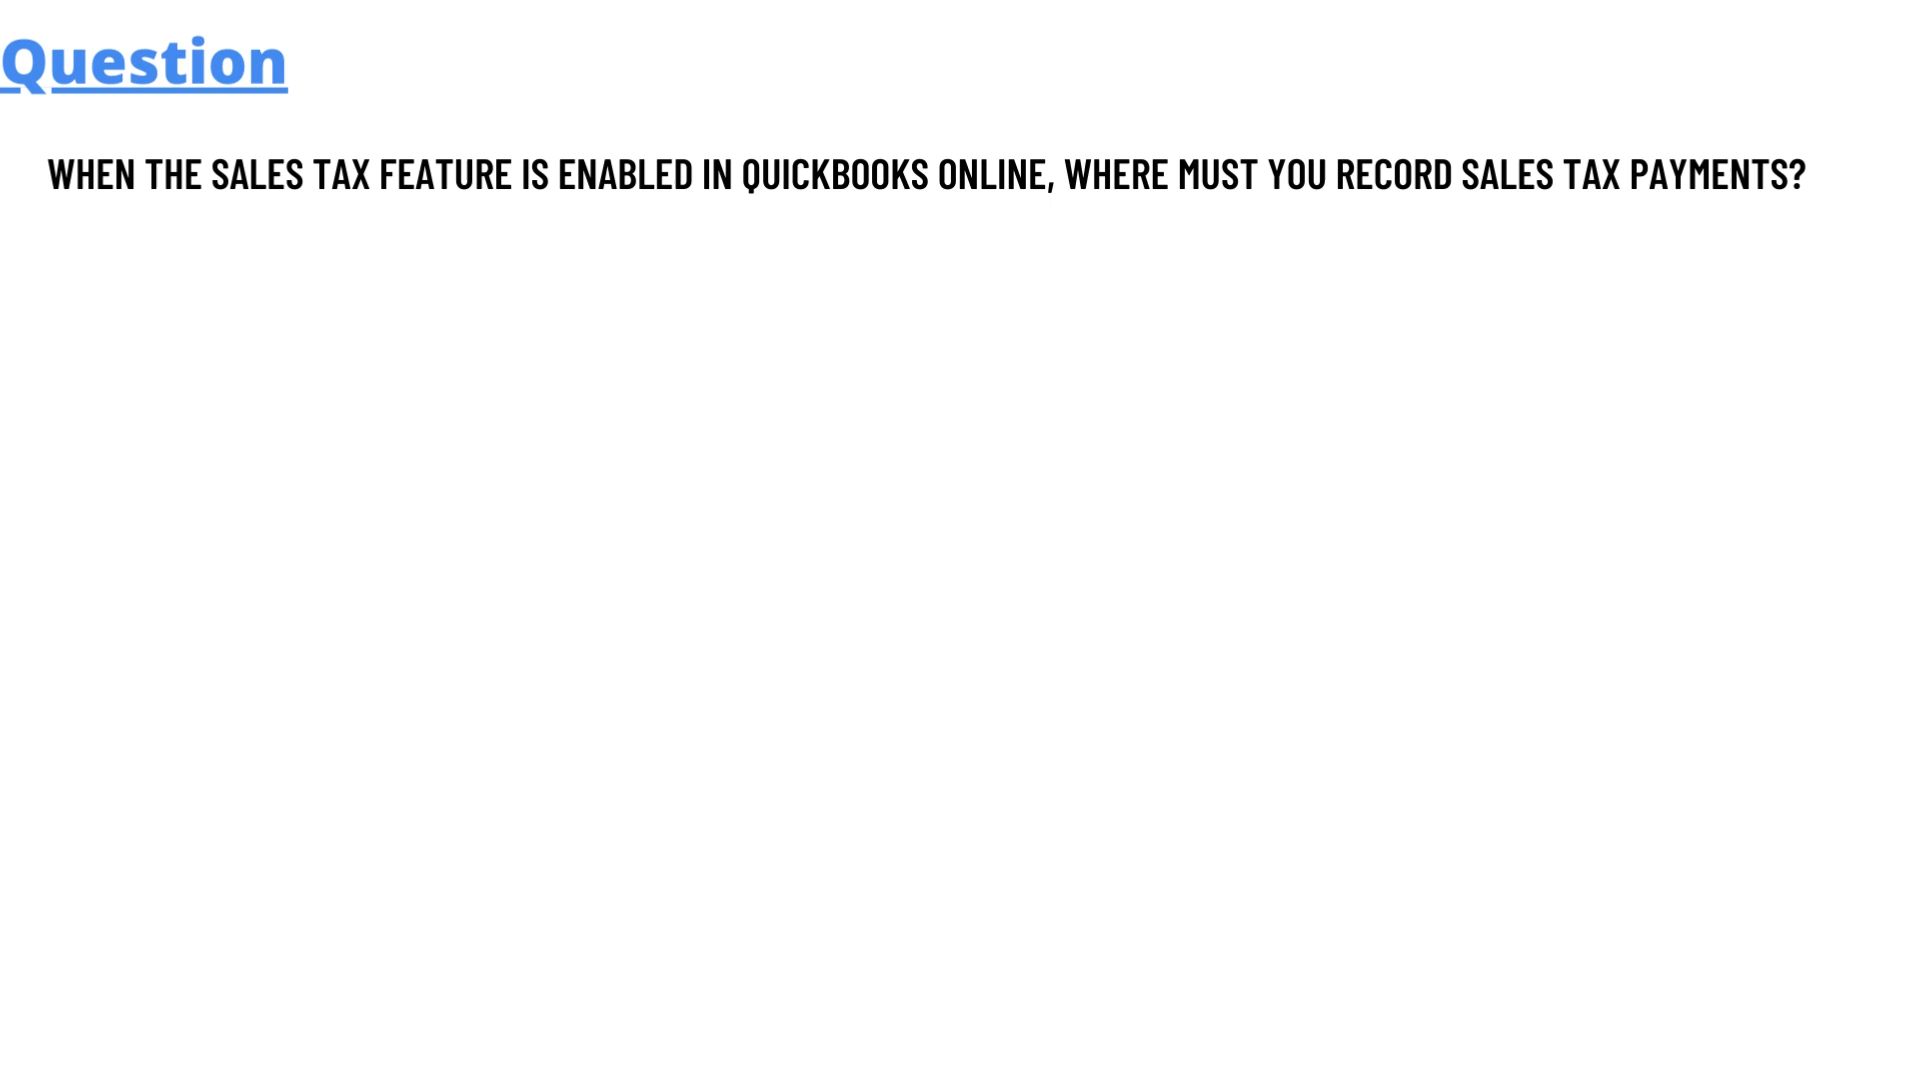 Question
WHEN THE SALES TAX FEATURE IS ENABLED IN QUICKBOOKS ONLINE, WHERE MUST YOU RECORD SALES TAX PAYMENTS?